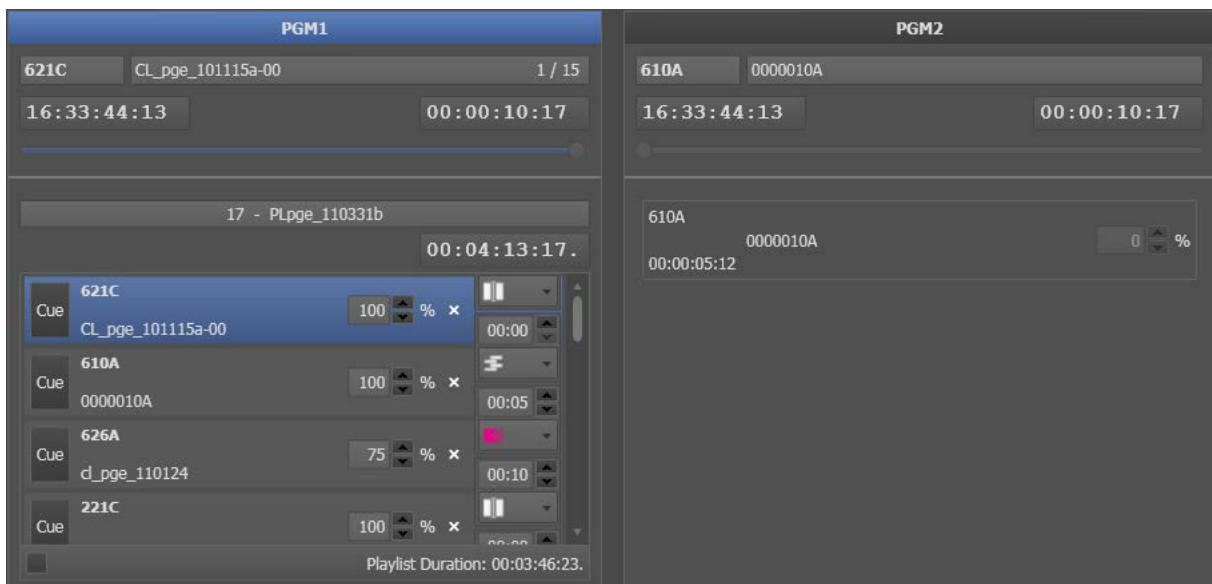 PGM1
621C CL_pge_101115a-00 1 / 15
16:33:44:13 00:00:10:17
17 - PLpge_110331b
00:04:13:17.
Cue 621C 100 % ×
CL_pge_101115a-00 00:00
Cue 610A 100 % ×
0000010A 00:05
Cue 626A 75 % ×
cl_pge_110124 00:10
Cue 221C 100 % ×
Playlist Duration: 00:03:46:23.
PGM2
610A 0000010A
16:33:44:13 00:00:10:17
610A
0000010A 0 %
00:00:05:12